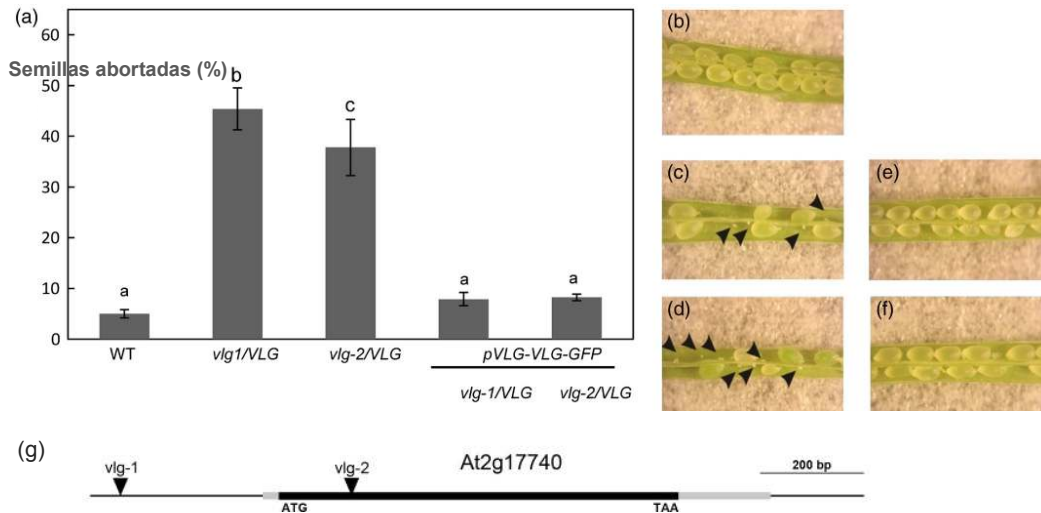 (a)
60
Semillas abortadas (%)
50
40
30
20
10
0
b
c
a
a
a
WT
vlg1/VLG
vlg-2/VLG
pVLG-VLG-GFP
vlg-1/VLG
vlg-2/VLG
(b)
(c)
(e)
(d)
(f)
(g)
vlg-1
vlg-2
At2g17740
200 bp
ATG
TAA